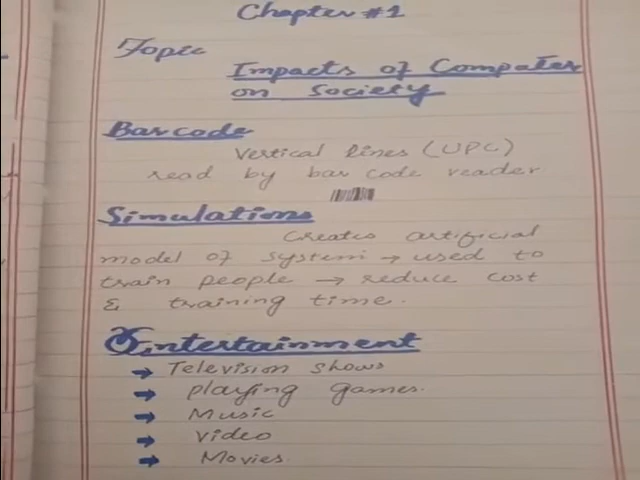 Chapter #1
Topic
Impacts of Computer
on Society
Barcode
Vertical lines (UPC)
read by bar code reader
Simulations
Creates artificial
model of system → used to
train people → reduce cost
& training time.
Entertainment
→ Television shows
→ playing games.
→ Music
→ Video
→ Movies.